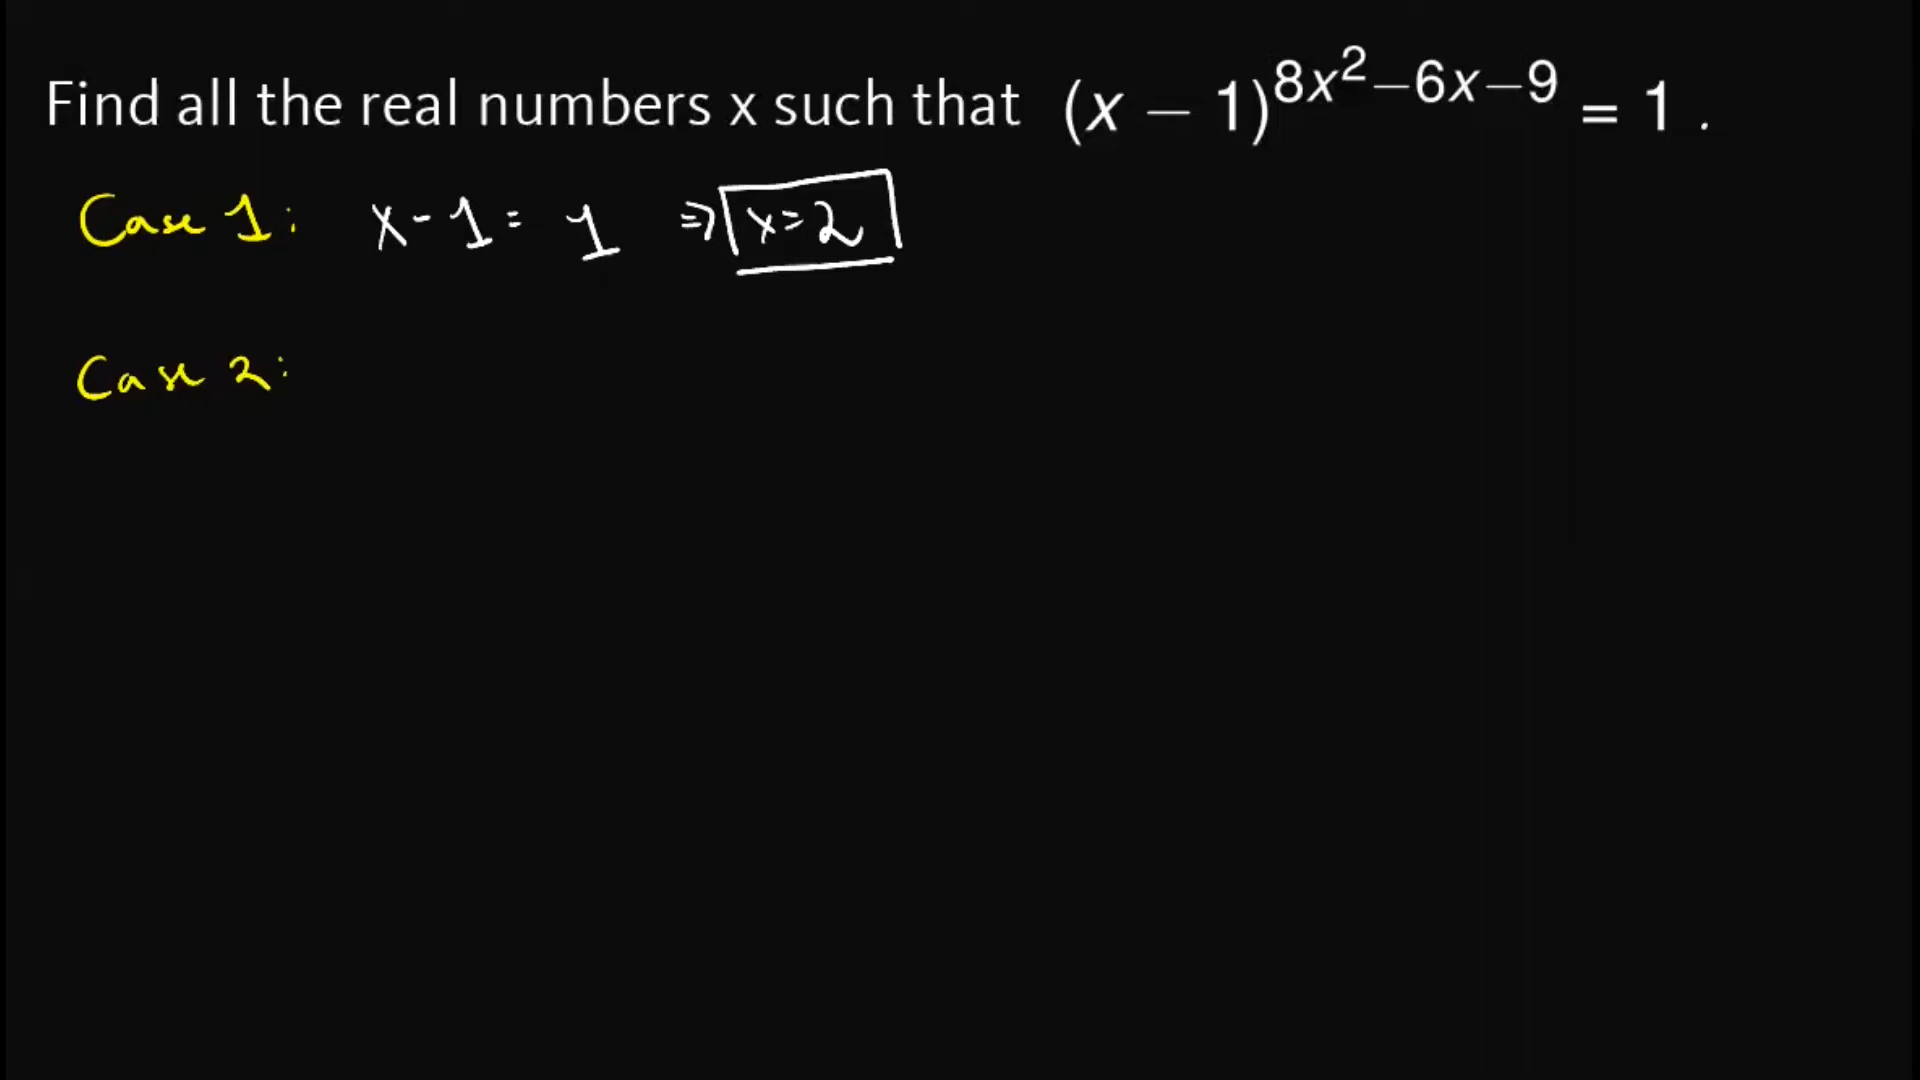 Find all the real numbers x such that (x − 1)^{8x²−6x−9} = 1 .
Case 1: x - 1 = 1 ⇒ x = 2
Case 2: